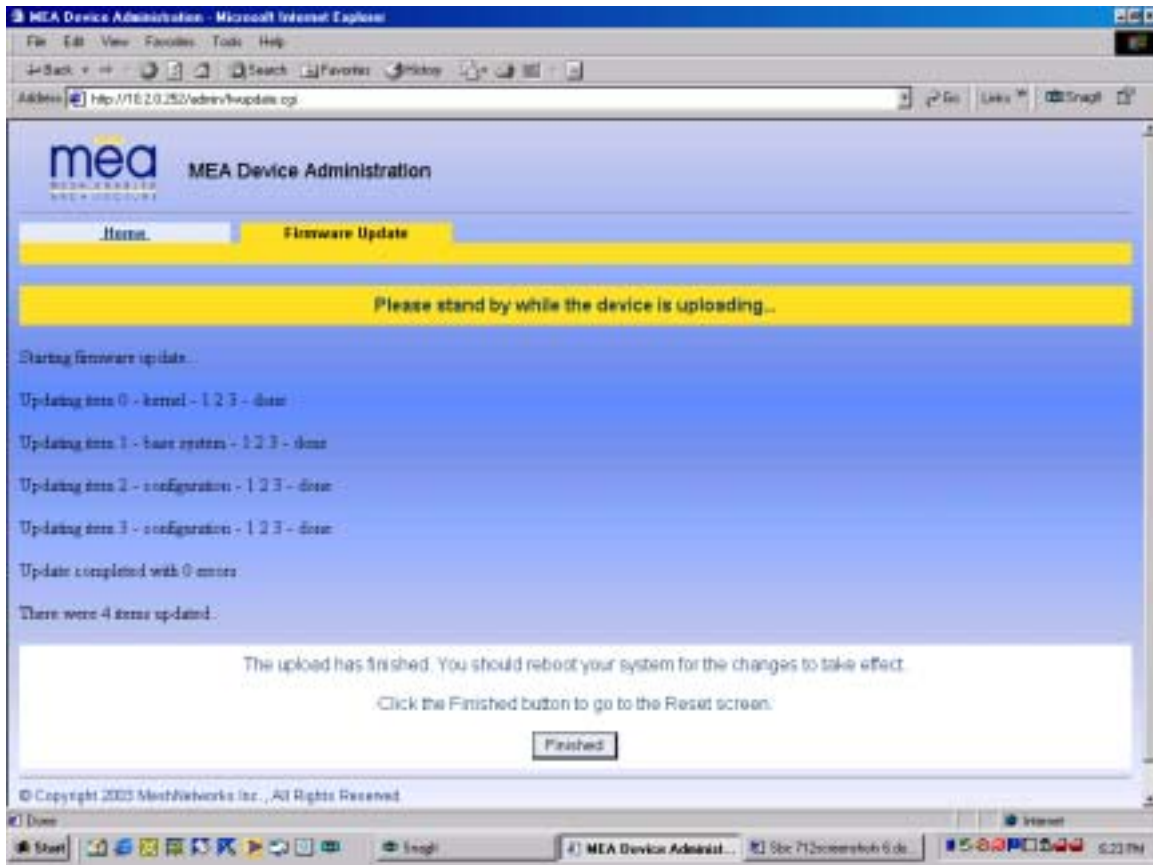 MEA Device Administration - Microsoft Internet Explorer
File Edit View Favorites Tools Help
Back Search Favorites History
Address http://10.2.0.252/admin/fwupdate.cgi Go Links SnagIt
mea
MESH ENABLED
ARCHITECTURE
MEA Device Administration
Home Firmware Update
Please stand by while the device is uploading...
Starting firmware update...
Updating item 0 - kernel - 1 2 3 - done
Updating item 1 - base system - 1 2 3 - done
Updating item 2 - configuration - 1 2 3 - done
Updating item 3 - configuration - 1 2 3 - done
Update completed with 0 errors
There were 4 items updated.
The upload has finished. You should reboot your system for the changes to take effect.
Click the Finished button to go to the Reset screen.
Finished
© Copyright 2003 MeshNetworks Inc., All Rights Reserved.
Done Internet
Start SnagIt MEA Device Administ... 6:23 PM